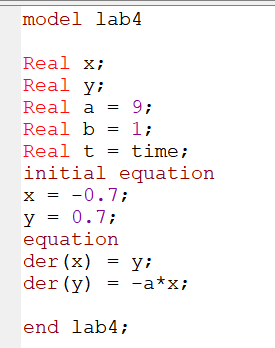 model lab4
Real x;
Real y;
Real a = 9;
Real b = 1;
Real t = time;
initial equation
x = -0.7;
y = 0.7;
equation
der(x) = y;
der(y) = -a*x;
end lab4;